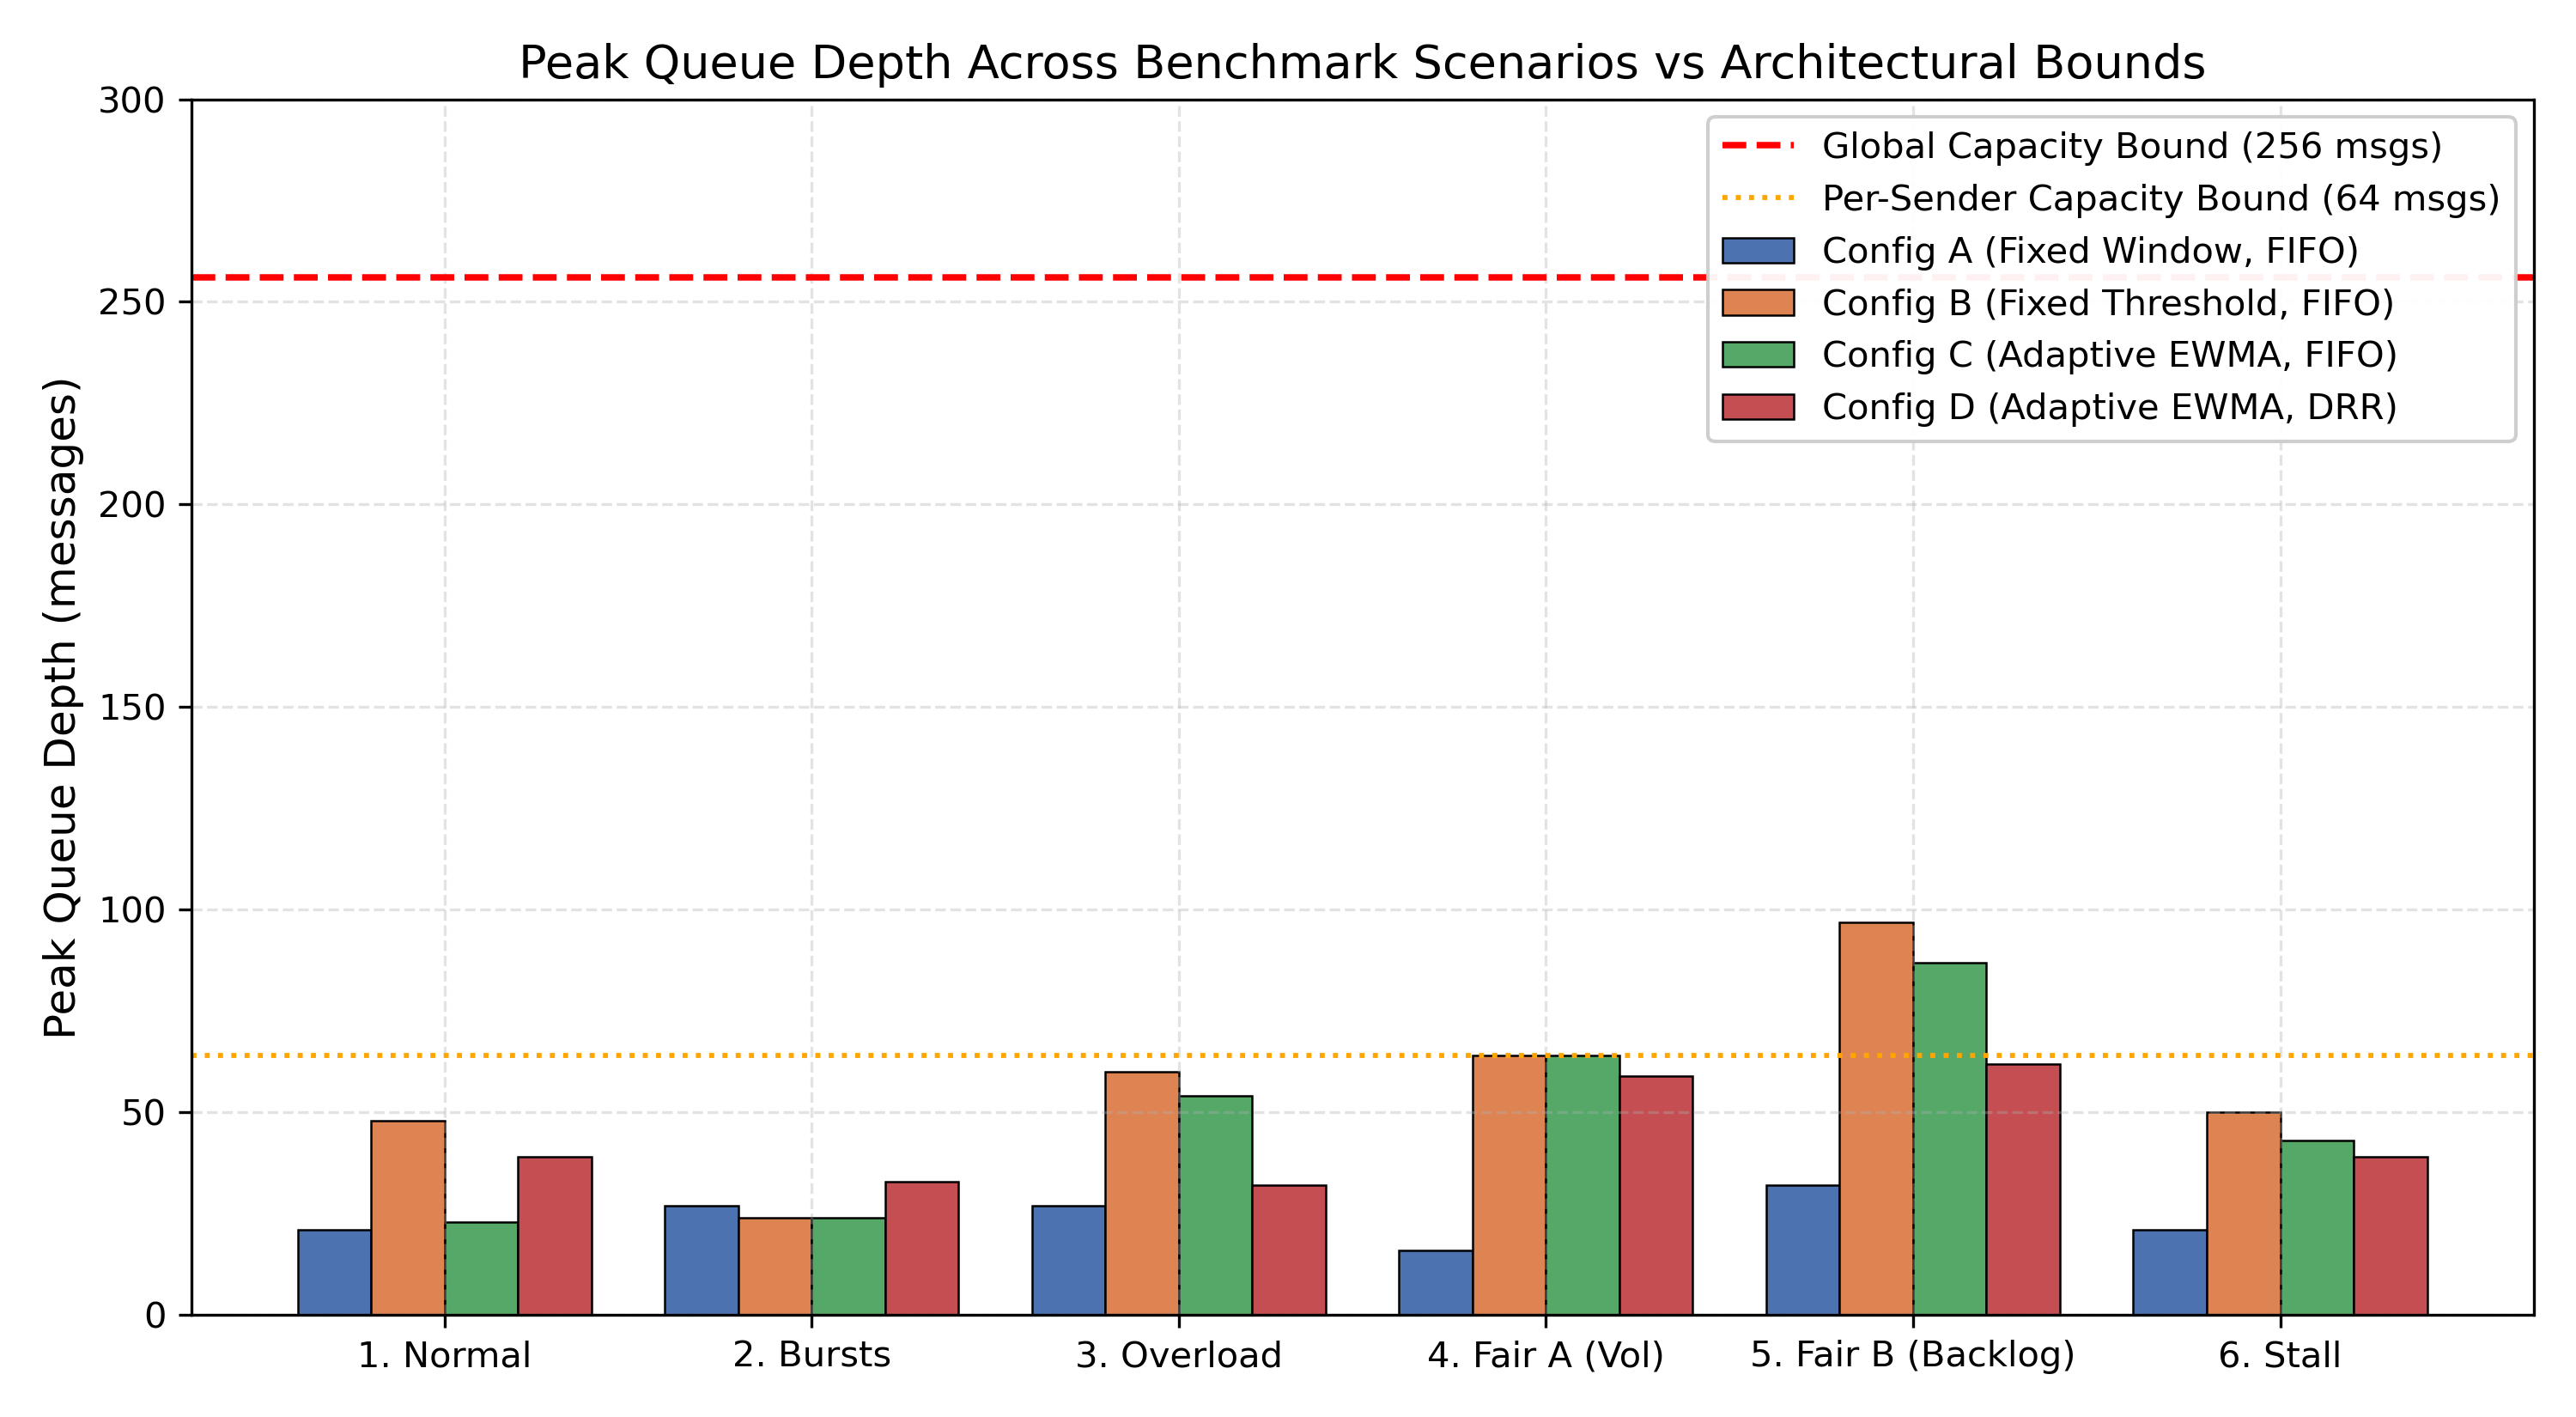 Peak Queue Depth Across Benchmark Scenarios vs Architectural Bounds
Peak Queue Depth (messages)
300
250
200
150
100
50
0
Global Capacity Bound (256 msgs)
Per-Sender Capacity Bound (64 msgs)
Config A (Fixed Window, FIFO)
Config B (Fixed Threshold, FIFO)
Config C (Adaptive EWMA, FIFO)
Config D (Adaptive EWMA, DRR)
1. Normal
2. Bursts
3. Overload
4. Fair A (Vol)
5. Fair B (Backlog)
6. Stall